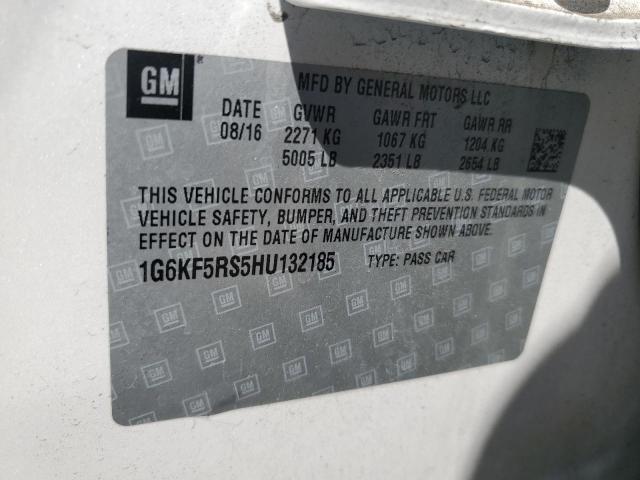 GM
MFD BY GENERAL MOTORS LLC
DATE GVWR GAWR FRT GAWR RR
08/16 2271 KG 1067 KG 1204 KG
5005 LB 2351 LB 2654 LB
THIS VEHICLE CONFORMS TO ALL APPLICABLE U.S. FEDERAL MOTOR
VEHICLE SAFETY, BUMPER, AND THEFT PREVENTION STANDARDS IN
EFFECT ON THE DATE OF MANUFACTURE SHOWN ABOVE.
1G6KF5RS5HU132185 TYPE: PASS CAR